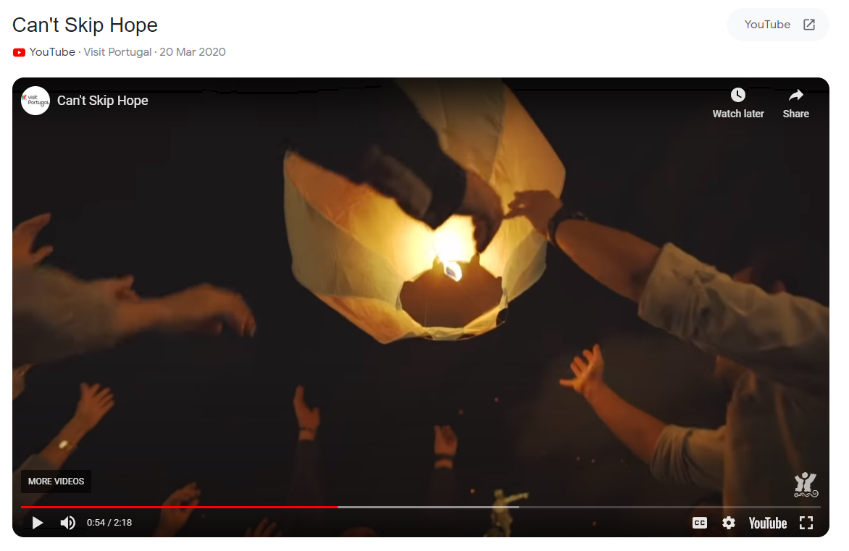 Can't Skip Hope
YouTube
YouTube · Visit Portugal · 20 Mar 2020
Visit Portugal
Can't Skip Hope
Watch later
Share
MORE VIDEOS
0:54 / 2:18
CC
YouTube